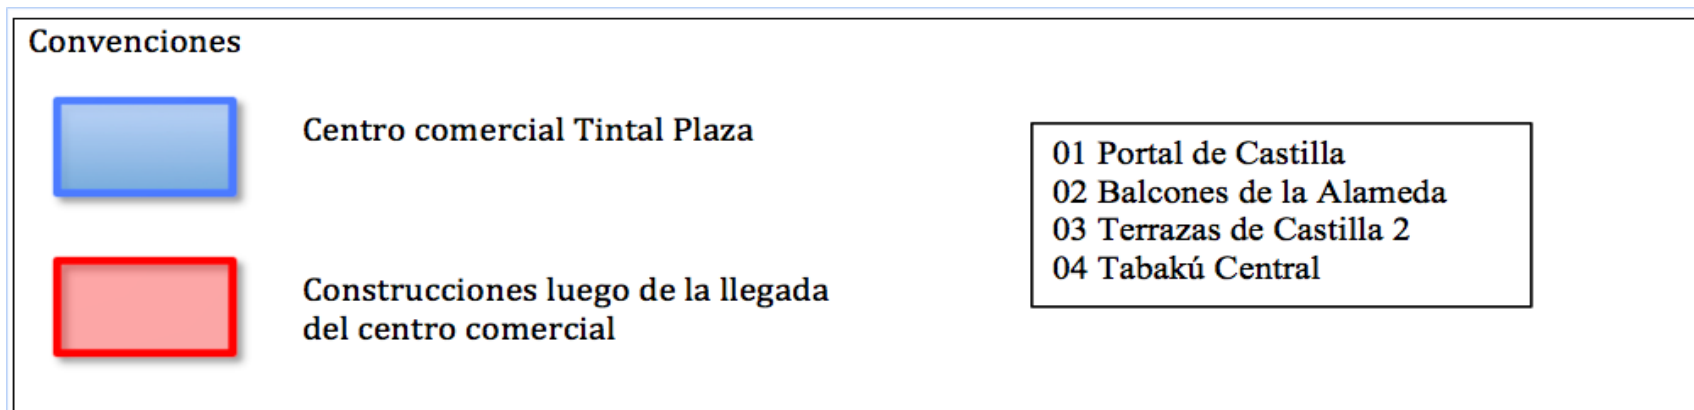 Convenciones
Centro comercial Tintal Plaza
Construcciones luego de la llegada
del centro comercial
01 Portal de Castilla
02 Balcones de la Alameda
03 Terrazas de Castilla 2
04 Tabakú Central